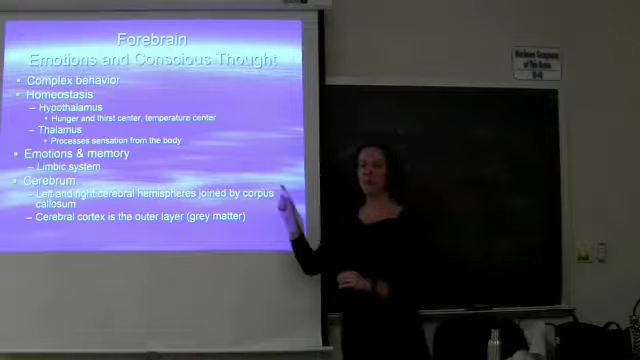 Forebrain
Emotions and Conscious Thought
• Complex behavior
• Homeostasis
– Hypothalamus
• Hunger and thirst center, temperature center
– Thalamus
• Processes sensation from the body
• Emotions & memory
– Limbic system
• Cerebrum
– Left and right cerebral hemispheres joined by corpus
callosum
– Cerebral cortex is the outer layer (grey matter)